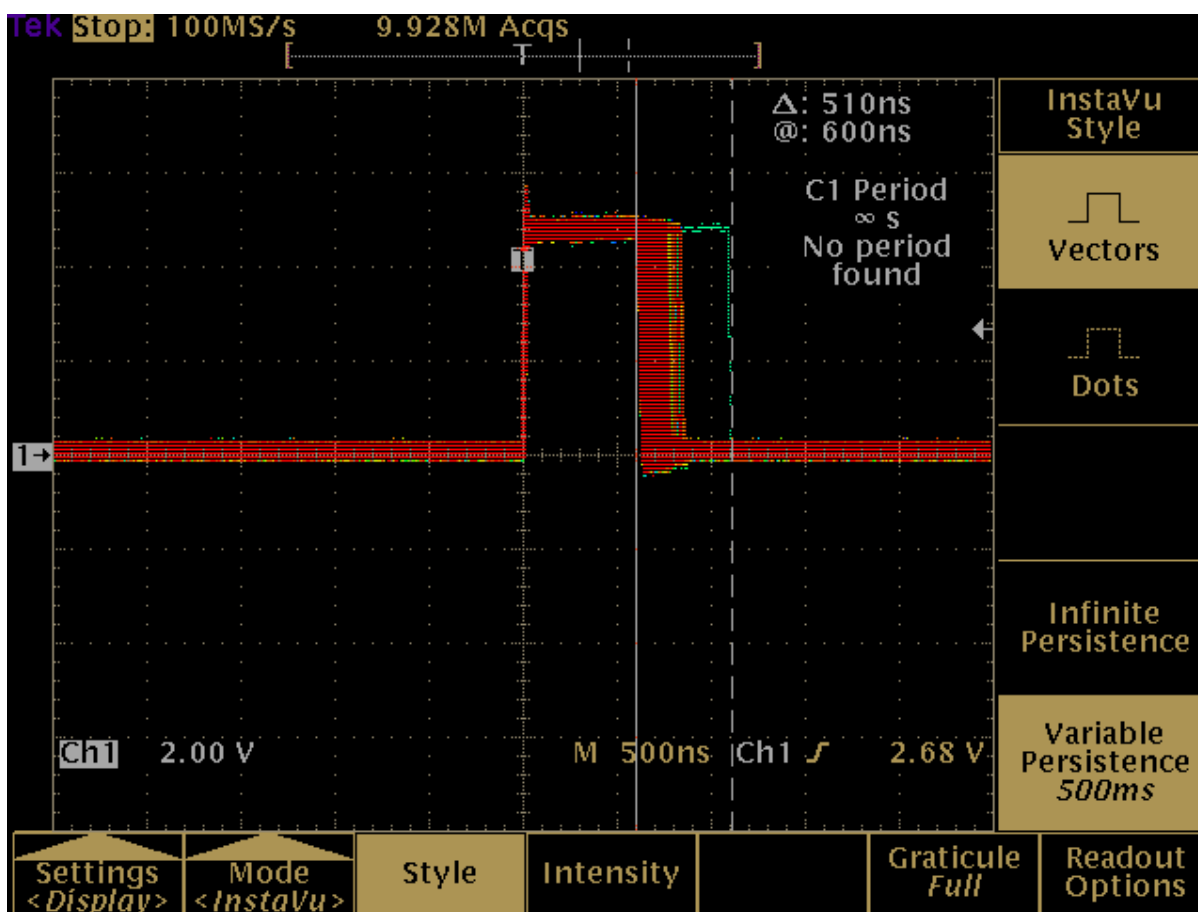 Tek Stop: 100MS/s 9.928M Acqs
T
Δ: 510ns
@: 600ns
C1 Period
∞ s
No period
found
1→
Ch1 2.00 V M 500ns Ch1 2.68 V
InstaVu
Style
Vectors
Dots
Infinite
Persistence
Variable
Persistence
500ms
Settings
<Display>
Mode
<InstaVu>
Style
Intensity
Graticule
Full
Readout
Options